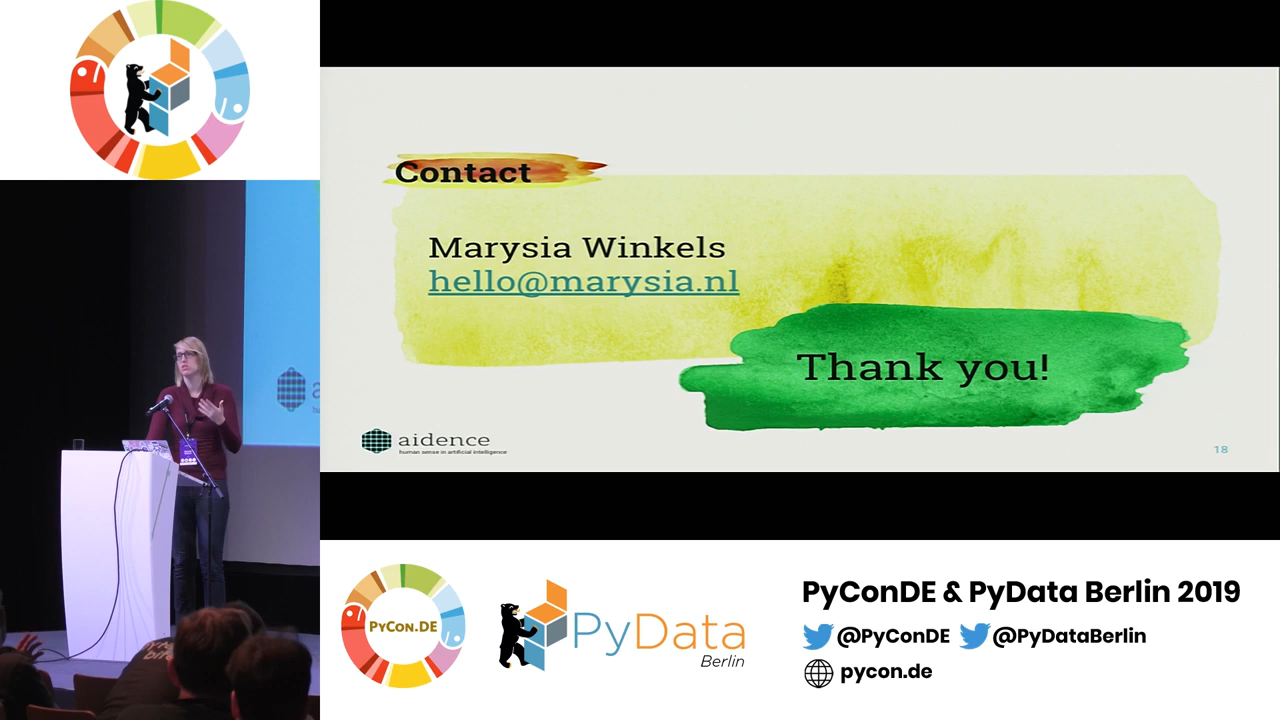 Contact
Marysia Winkels
hello@marysia.nl
Thank you!
aidence
human sense in artificial intelligence
18
PyCon.DE
PyData
Berlin
PyConDE & PyData Berlin 2019
@PyConDE @PyDataBerlin
pycon.de